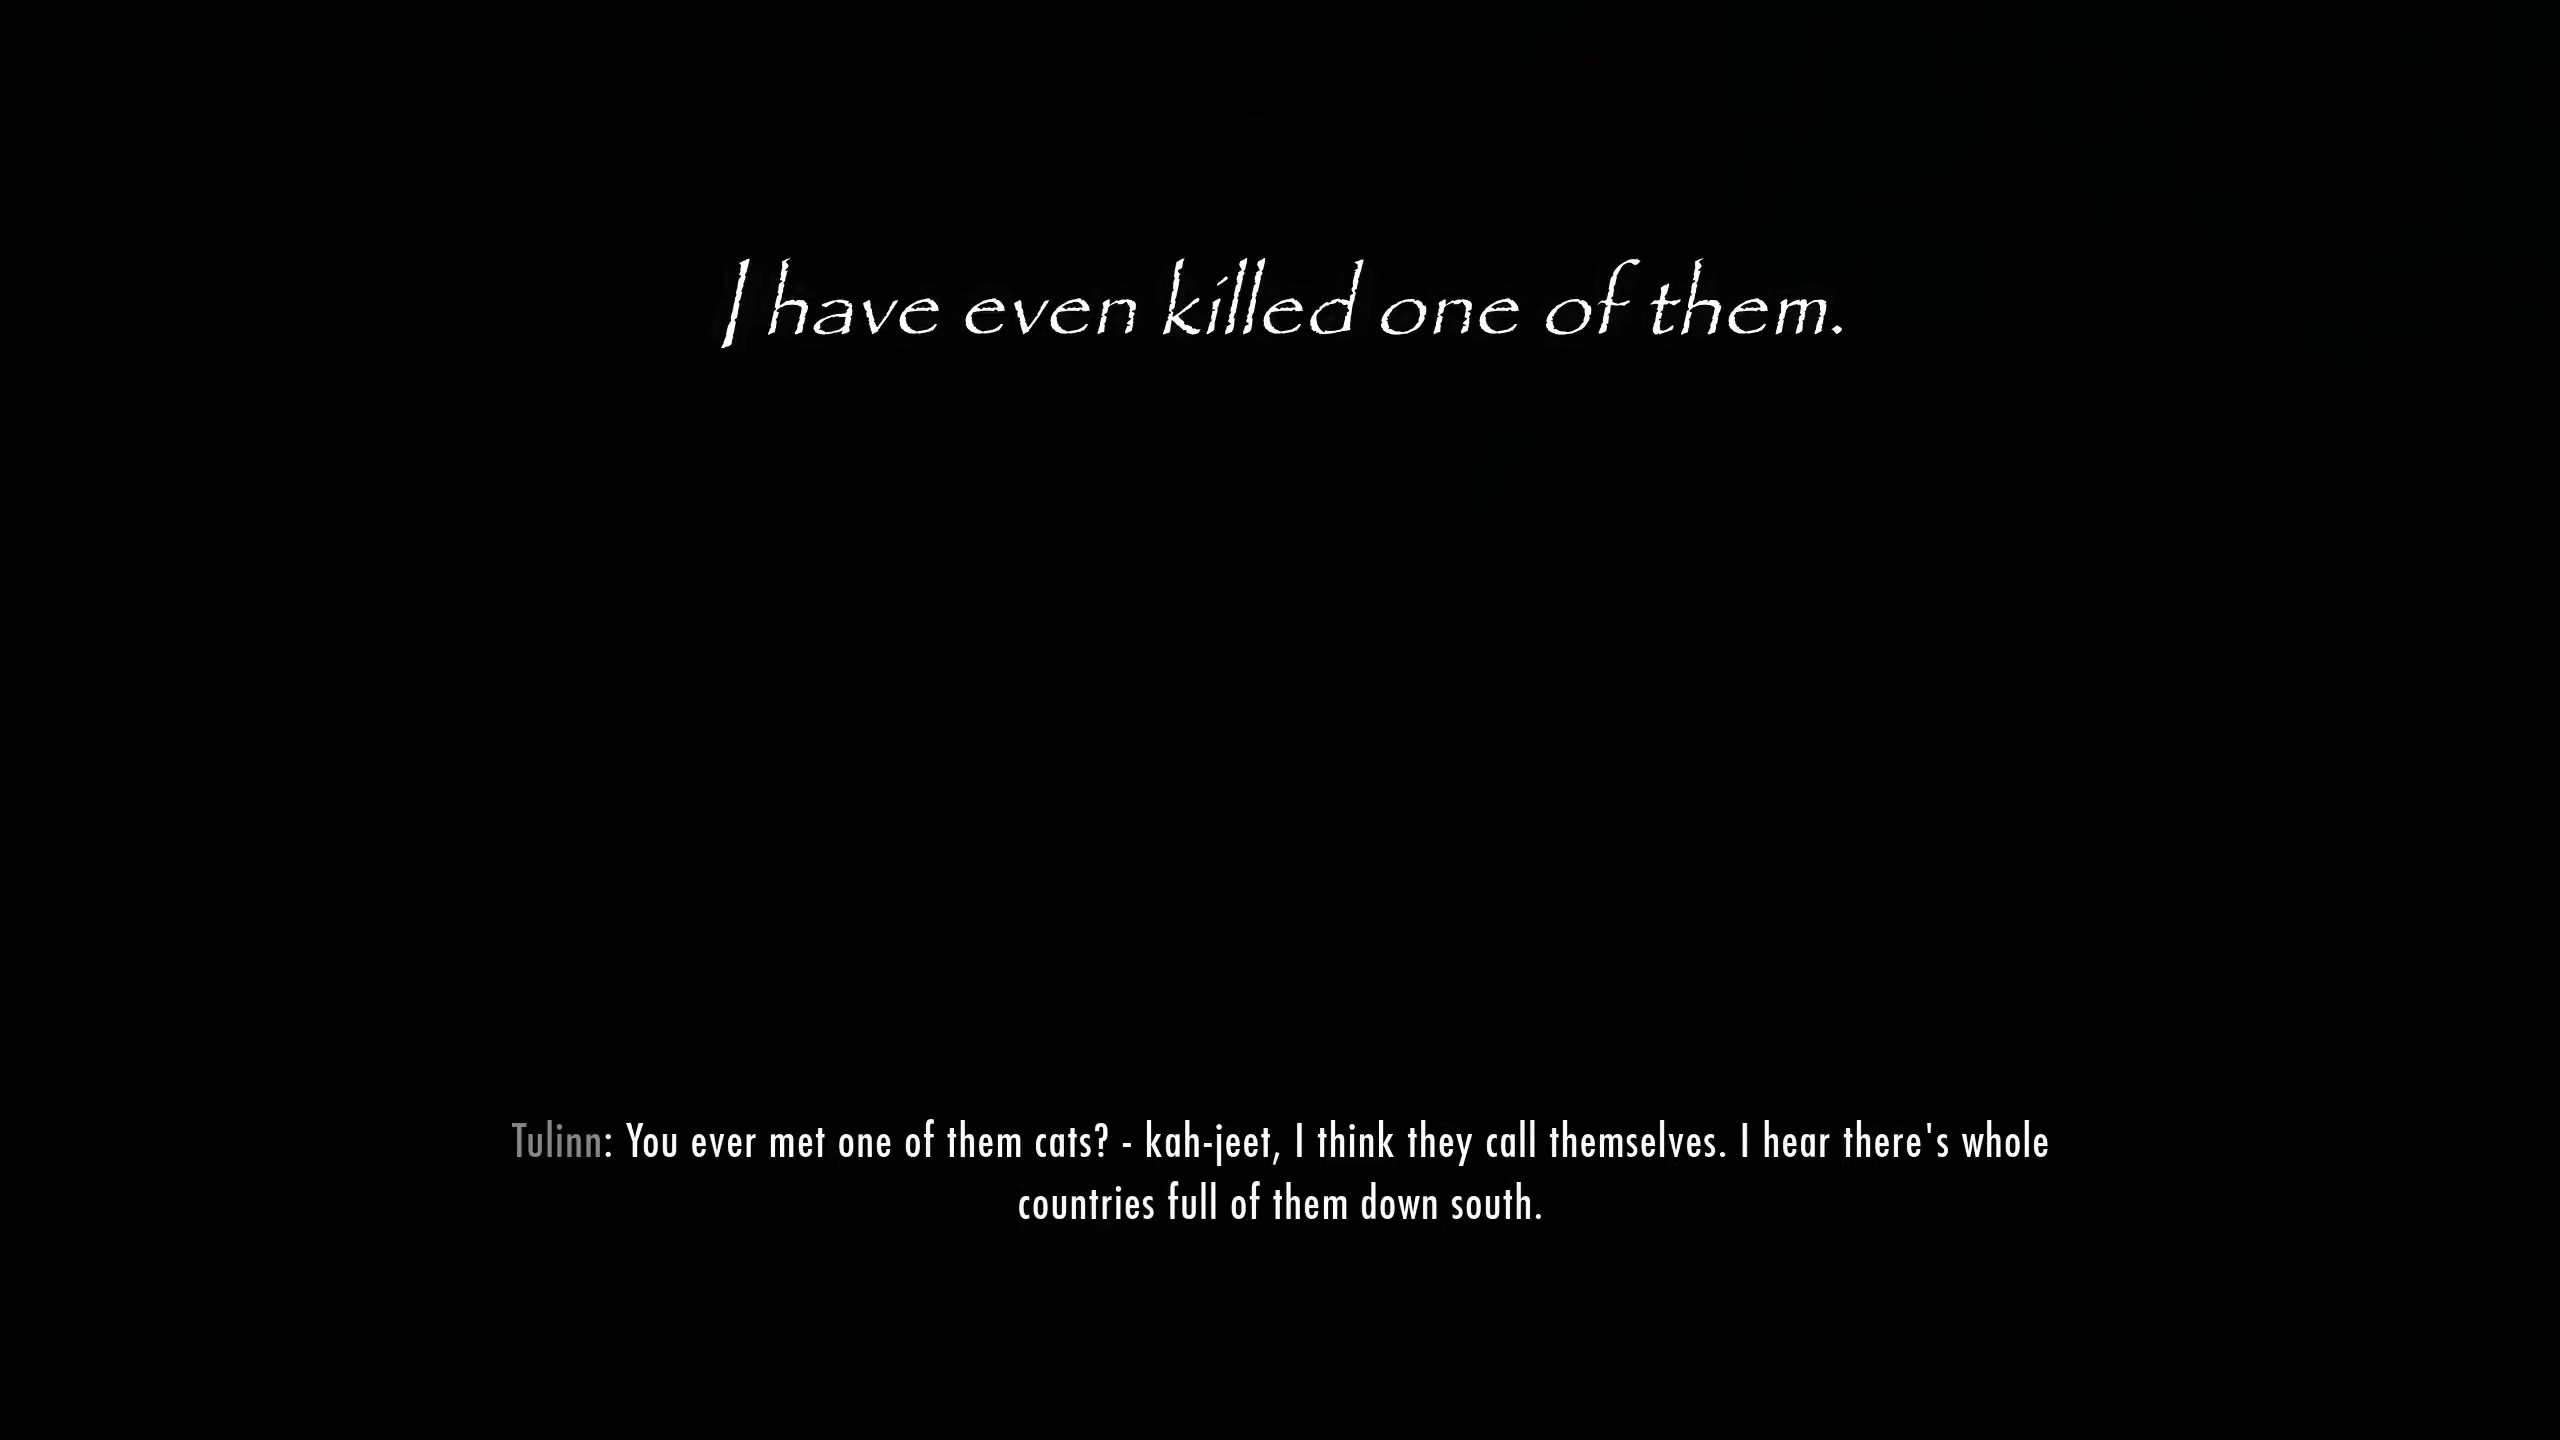 I have even killed one of them.
Tulinn: You ever met one of them cats? - kah-jeet, I think they call themselves. I hear there's whole
countries full of them down south.